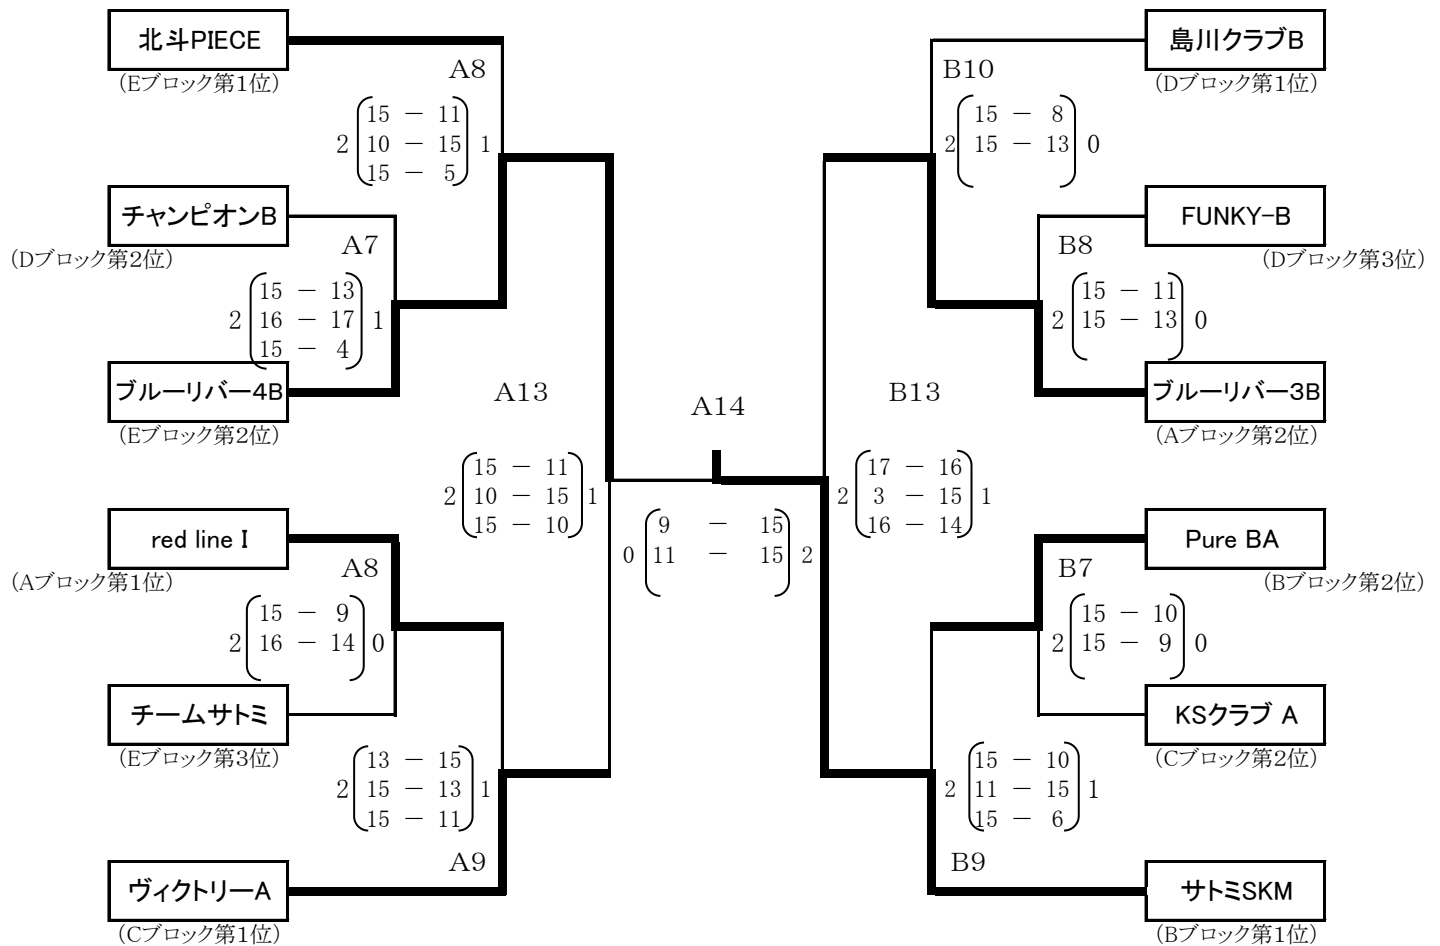 北斗PIECE
（Eブロック第1位）
A8
15 － 11
2 10 － 15 1
15 － 5
チャンピオンB
（Dブロック第2位）
A7
15 － 13
2 16 － 17 1
15 － 4
ブルーリバー4B
（Eブロック第2位）
A13
15 － 11
2 10 － 15 1
15 － 10
red line I
（Aブロック第1位）
A8
15 － 9
2 16 － 14 0
チームサトミ
（Eブロック第3位）
13 － 15
2 15 － 13 1
15 － 11
A9
ヴィクトリーA
（Cブロック第1位）
A14
9 － 15
0 11 － 15 2
島川クラブB
（Dブロック第1位）
B10
15 － 8
2 15 － 13 0
FUNKY-B
（Dブロック第3位）
B8
15 － 11
2 15 － 13 0
ブルーリバー3B
（Aブロック第2位）
B13
17 － 16
2 3 － 15 1
16 － 14
Pure BA
（Bブロック第2位）
B7
15 － 10
2 15 － 9 0
KSクラブ A
（Cブロック第2位）
15 － 10
2 11 － 15 1
15 － 6
B9
サトミSKM
（Bブロック第1位）